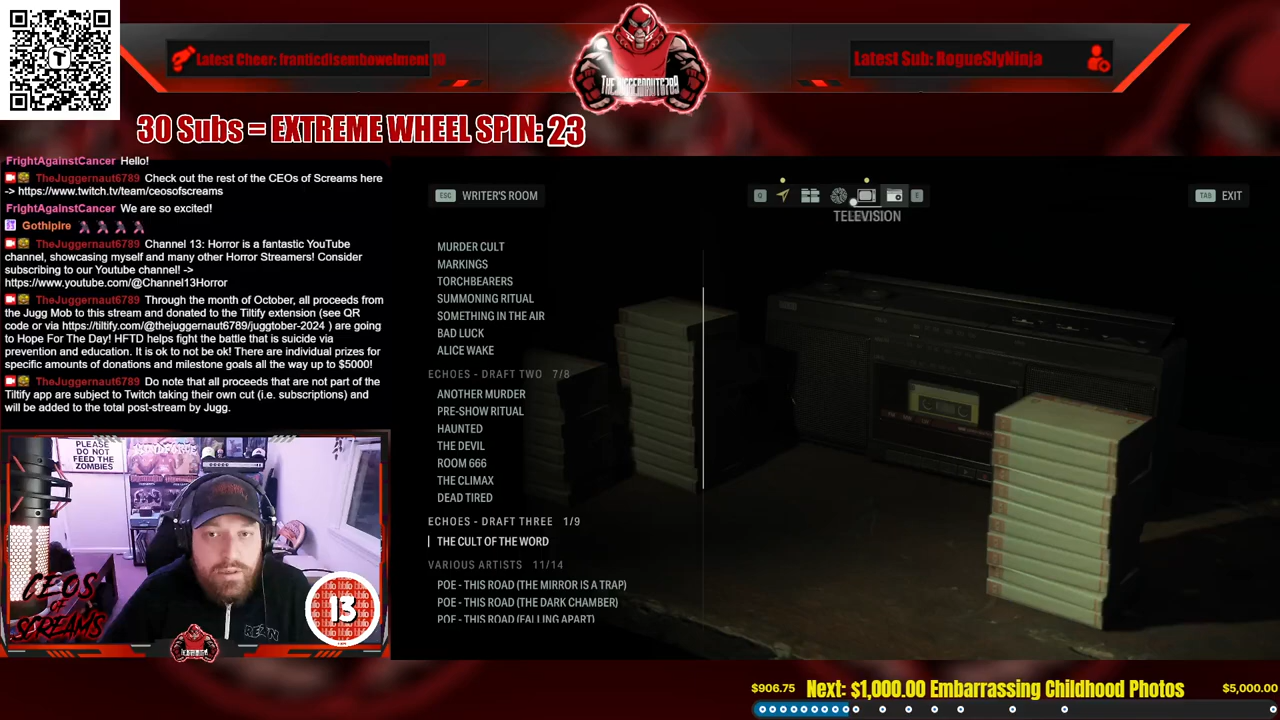 Latest Cheer: franticdisembowelment 10
THEJUGGERNAUT6789
Latest Sub: RogueSlyNinja
30 Subs = EXTREME WHEEL SPIN: 23
FrightAgainstCancer Hello!
TheJuggernaut6789 Check out the rest of the CEOs of Screams here
-> https://www.twitch.tv/team/ceosofscreams
FrightAgainstCancer We are so excited!
Gothipire
TheJuggernaut6789 Channel 13: Horror is a fantastic YouTube
channel, showcasing myself and many other Horror Streamers! Consider
subscribing to our Youtube channel! ->
https://www.youtube.com/@Channel13Horror
TheJuggernaut6789 Through the month of October, all proceeds from
the Jugg Mob to this stream and donated to the Tiltify extension (see QR
code or via https://tiltify.com/@thejuggernaut6789/juggtober-2024 ) are going
to Hope For The Day! HFTD helps fight the battle that is suicide via
prevention and education. It is ok to not be ok! There are individual prizes for
specific amounts of donations and milestone goals all the way up to $5000!
TheJuggernaut6789 Do note that all proceeds that are not part of the
Tiltify app are subject to Twitch taking their own cut (i.e. subscriptions) and
will be added to the total post-stream by Jugg.
ESC WRITER'S ROOM
Q
E
TELEVISION
TAB EXIT
MURDER CULT
MARKINGS
TORCHBEARERS
SUMMONING RITUAL
SOMETHING IN THE AIR
BAD LUCK
ALICE WAKE
ECHOES - DRAFT TWO 7/8
ANOTHER MURDER
PRE-SHOW RITUAL
HAUNTED
THE DEVIL
ROOM 666
THE CLIMAX
DEAD TIRED
ECHOES - DRAFT THREE 1/9
THE CULT OF THE WORD
VARIOUS ARTISTS 11/14
POE - THIS ROAD (THE MIRROR IS A TRAP)
POE - THIS ROAD (THE DARK CHAMBER)
POE - THIS ROAD (FALLING APART)
PLEASE
DO NOT
FEED THE
ZOMBIES
CEOS
OF
SCREAMS
13
$906.75
Next: $1,000.00 Embarrassing Childhood Photos
$5,000.00